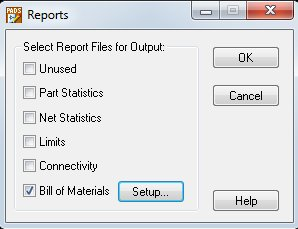 PADS
Reports
Select Report Files for Output:
Unused
Part Statistics
Net Statistics
Limits
Connectivity
Bill of Materials
Setup...
OK
Cancel
Help